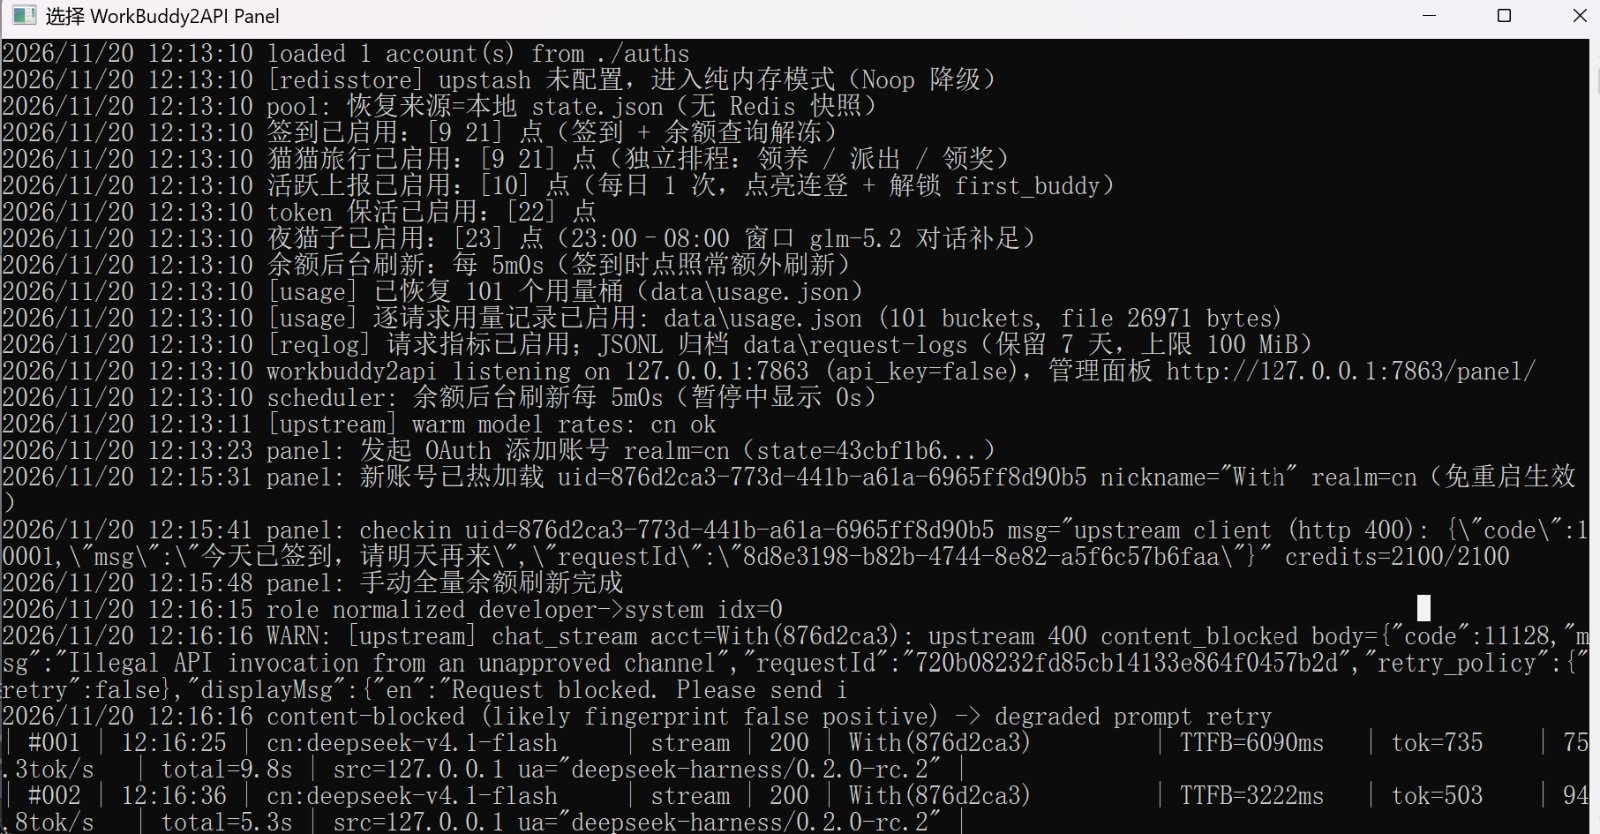 选择 WorkBuddy2API Panel
2026/11/20 12:13:10 loaded 1 account(s) from ./auths
2026/11/20 12:13:10 [redisstore] upstash 未配置，进入纯内存模式（Noop 降级）
2026/11/20 12:13:10 pool: 恢复来源=本地 state.json（无 Redis 快照）
2026/11/20 12:13:10 签到已启用：[9 21] 点（签到 + 余额查询解冻）
2026/11/20 12:13:10 猫猫旅行已启用：[9 21] 点（独立排程：领养 / 派出 / 领奖）
2026/11/20 12:13:10 活跃上报已启用：[10] 点（每日 1 次，点亮连登 + 解锁 first_buddy）
2026/11/20 12:13:10 token 保活已启用：[22] 点
2026/11/20 12:13:10 夜猫子已启用：[23] 点（23:00–08:00 窗口 glm-5.2 对话补足）
2026/11/20 12:13:10 余额后台刷新：每 5m0s（签到时点照常额外刷新）
2026/11/20 12:13:10 [usage] 已恢复 101 个用量桶（data\usage.json）
2026/11/20 12:13:10 [usage] 逐请求用量记录已启用: data\usage.json (101 buckets, file 26971 bytes)
2026/11/20 12:13:10 [reqlog] 请求指标已启用；JSONL 归档 data\request-logs（保留 7 天，上限 100 MiB）
2026/11/20 12:13:10 workbuddy2api listening on 127.0.0.1:7863 (api_key=false)，管理面板 http://127.0.0.1:7863/panel/
2026/11/20 12:13:10 scheduler: 余额后台刷新每 5m0s（暂停中显示 0s）
2026/11/20 12:13:11 [upstream] warm model rates: cn ok
2026/11/20 12:13:23 panel: 发起 OAuth 添加账号 realm=cn（state=43cbf1b6...）
2026/11/20 12:15:31 panel: 新账号已热加载 uid=876d2ca3-773d-441b-a61a-6965ff8d90b5 nickname="With" realm=cn（免重启生效
）
2026/11/20 12:15:41 panel: checkin uid=876d2ca3-773d-441b-a61a-6965ff8d90b5 msg="upstream client (http 400): {\"code\":1
0001,\"msg\":\"今天已签到，请明天再来\",\"requestId\":\"8d8e3198-b82b-4744-8e82-a5f6c57b6faa\"}" credits=2100/2100
2026/11/20 12:15:48 panel: 手动全量余额刷新完成
2026/11/20 12:16:15 role normalized developer->system idx=0
2026/11/20 12:16:16 WARN: [upstream] chat_stream acct=With(876d2ca3): upstream 400 content_blocked body={"code":11128,"m
sg":"Illegal API invocation from an unapproved channel","requestId":"720b08232fd85cb14133e864f0457b2d","retry_policy":{"
retry":false},"displayMsg":{"en":"Request blocked. Please send i
2026/11/20 12:16:16 content-blocked (likely fingerprint false positive) -> degraded prompt retry
| #001 | 12:16:25 | cn:deepseek-v4.1-flash | stream | 200 | With(876d2ca3) | TTFB=6090ms | tok=735 | 75
.3tok/s | total=9.8s | src=127.0.0.1 ua="deepseek-harness/0.2.0-rc.2" |
| #002 | 12:16:36 | cn:deepseek-v4.1-flash | stream | 200 | With(876d2ca3) | TTFB=3222ms | tok=503 | 94
.8tok/s | total=5.3s | src=127.0.0.1 ua="deepseek-harness/0.2.0-rc.2" |